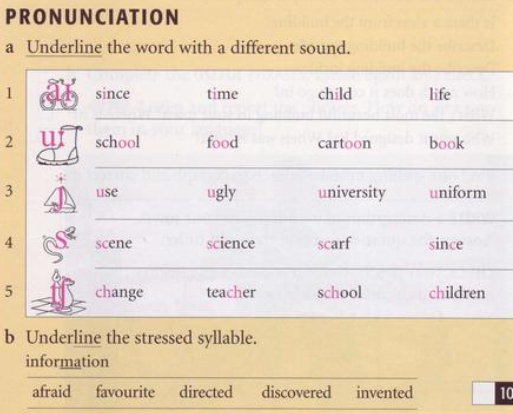 PRONUNCIATION
a Underline the word with a different sound.
1 aɪ since time child life
2 uː school food cartoon book
3 j use ugly university uniform
4 s scene science scarf since
5 tʃ change teacher school children
b Underline the stressed syllable.
information
afraid favourite directed discovered invented
10